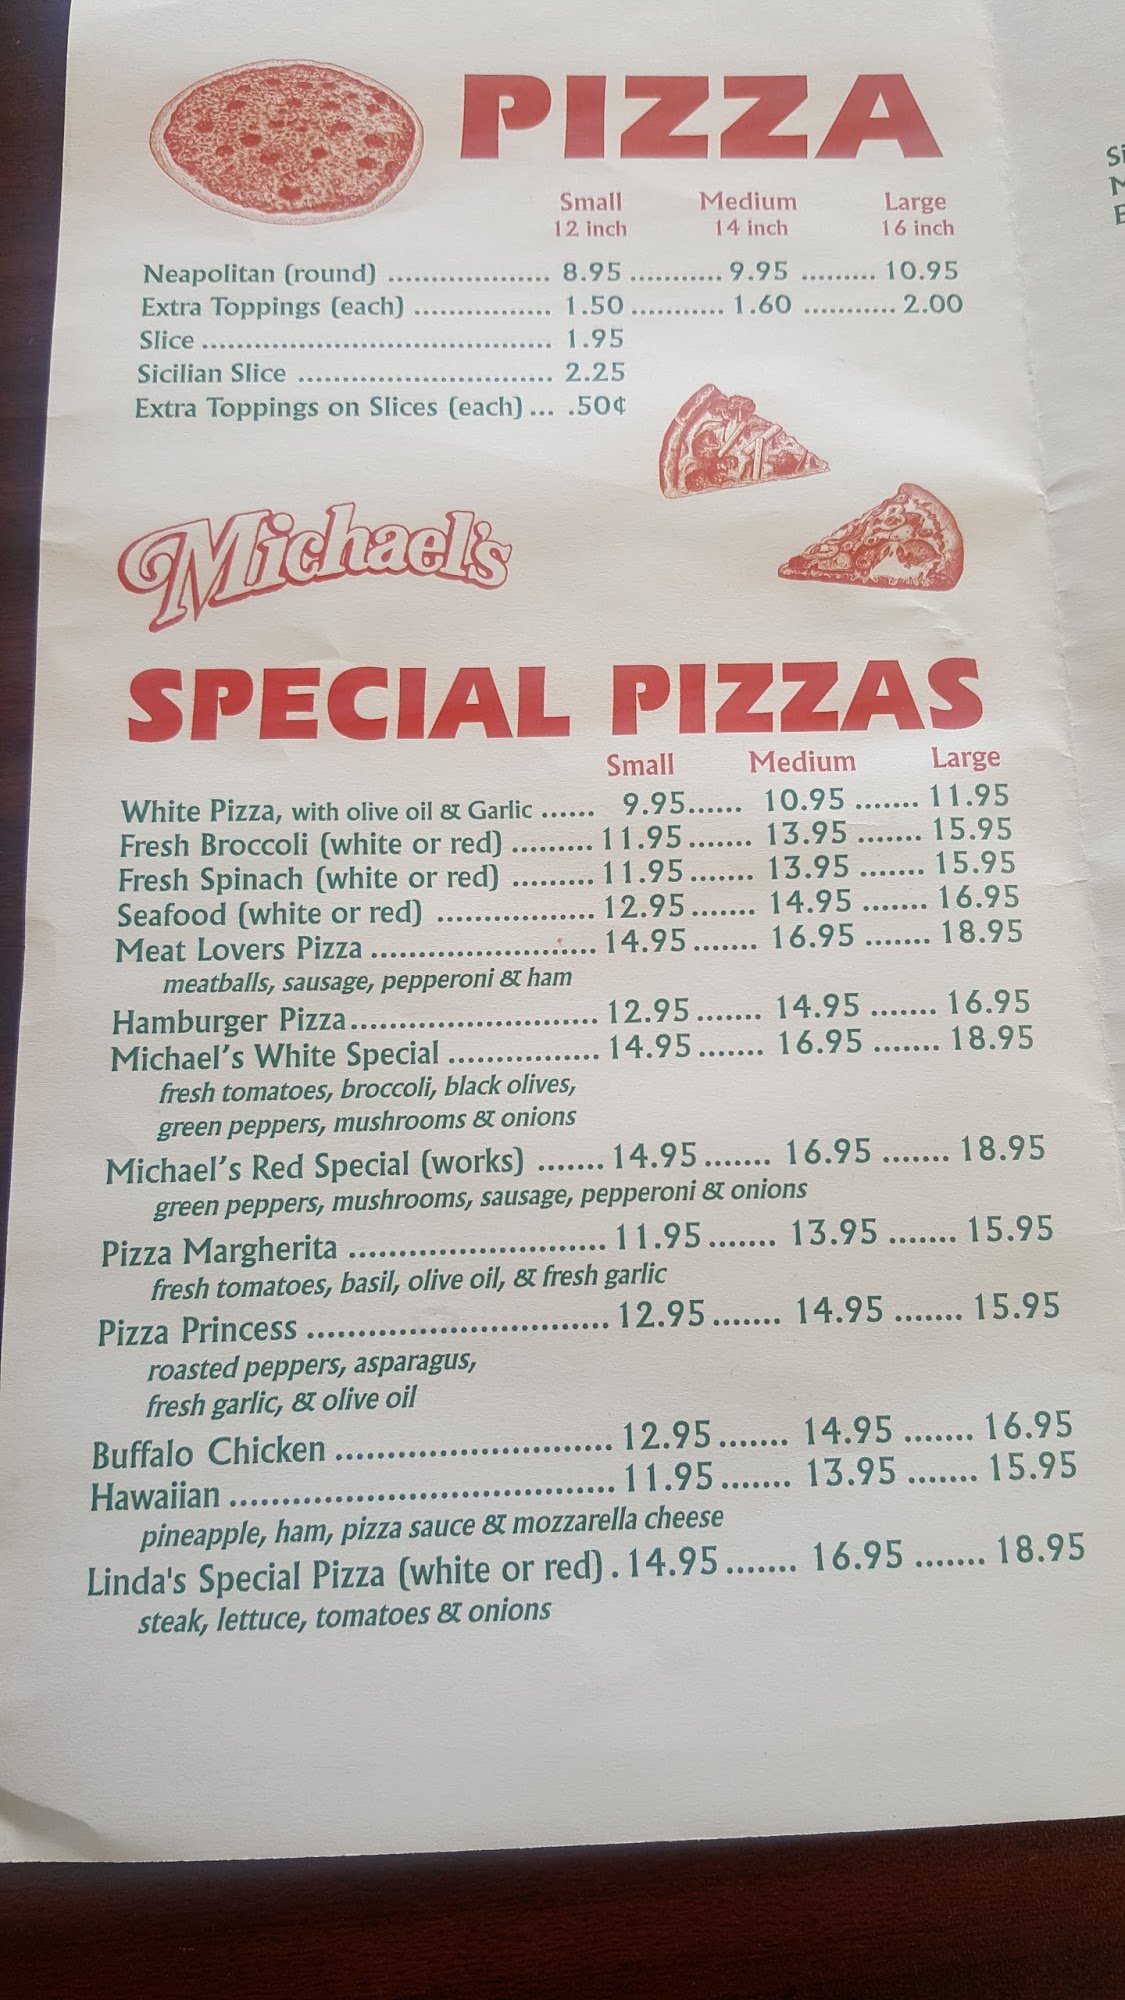 PIZZA
Small Medium Large
12 inch 14 inch 16 inch
Neapolitan (round) ................... 8.95 ........... 9.95 ......... 10.95
Extra Toppings (each) ................ 1.50 ........... 1.60 ........... 2.00
Slice ........................................ 1.95
Sicilian Slice ............................. 2.25
Extra Toppings on Slices (each) ... .50¢
Michael's
SPECIAL PIZZAS
Small Medium Large
White Pizza, with olive oil & Garlic ...... 9.95...... 10.95 ....... 11.95
Fresh Broccoli (white or red) ......... 11.95 ....... 13.95 ....... 15.95
Fresh Spinach (white or red) ......... 11.95 ....... 13.95 ....... 15.95
Seafood (white or red) ................. 12.95 ....... 14.95 ....... 16.95
Meat Lovers Pizza ........................ 14.95 ....... 16.95 ....... 18.95
meatballs, sausage, pepperoni & ham
Hamburger Pizza........................... 12.95 ....... 14.95 ....... 16.95
Michael's White Special ................ 14.95 ....... 16.95 ....... 18.95
fresh tomatoes, broccoli, black olives,
green peppers, mushrooms & onions
Michael's Red Special (works) ....... 14.95 ....... 16.95 ....... 18.95
green peppers, mushrooms, sausage, pepperoni & onions
Pizza Margherita .......................... 11.95 ....... 13.95 ....... 15.95
fresh tomatoes, basil, olive oil, & fresh garlic
Pizza Princess ............................... 12.95 ....... 14.95 ....... 15.95
roasted peppers, asparagus,
fresh garlic, & olive oil
Buffalo Chicken ........................... 12.95 ....... 14.95 ....... 16.95
Hawaiian ..................................... 11.95 ....... 13.95 ....... 15.95
pineapple, ham, pizza sauce & mozzarella cheese
Linda's Special Pizza (white or red) . 14.95 ....... 16.95 ....... 18.95
steak, lettuce, tomatoes & onions